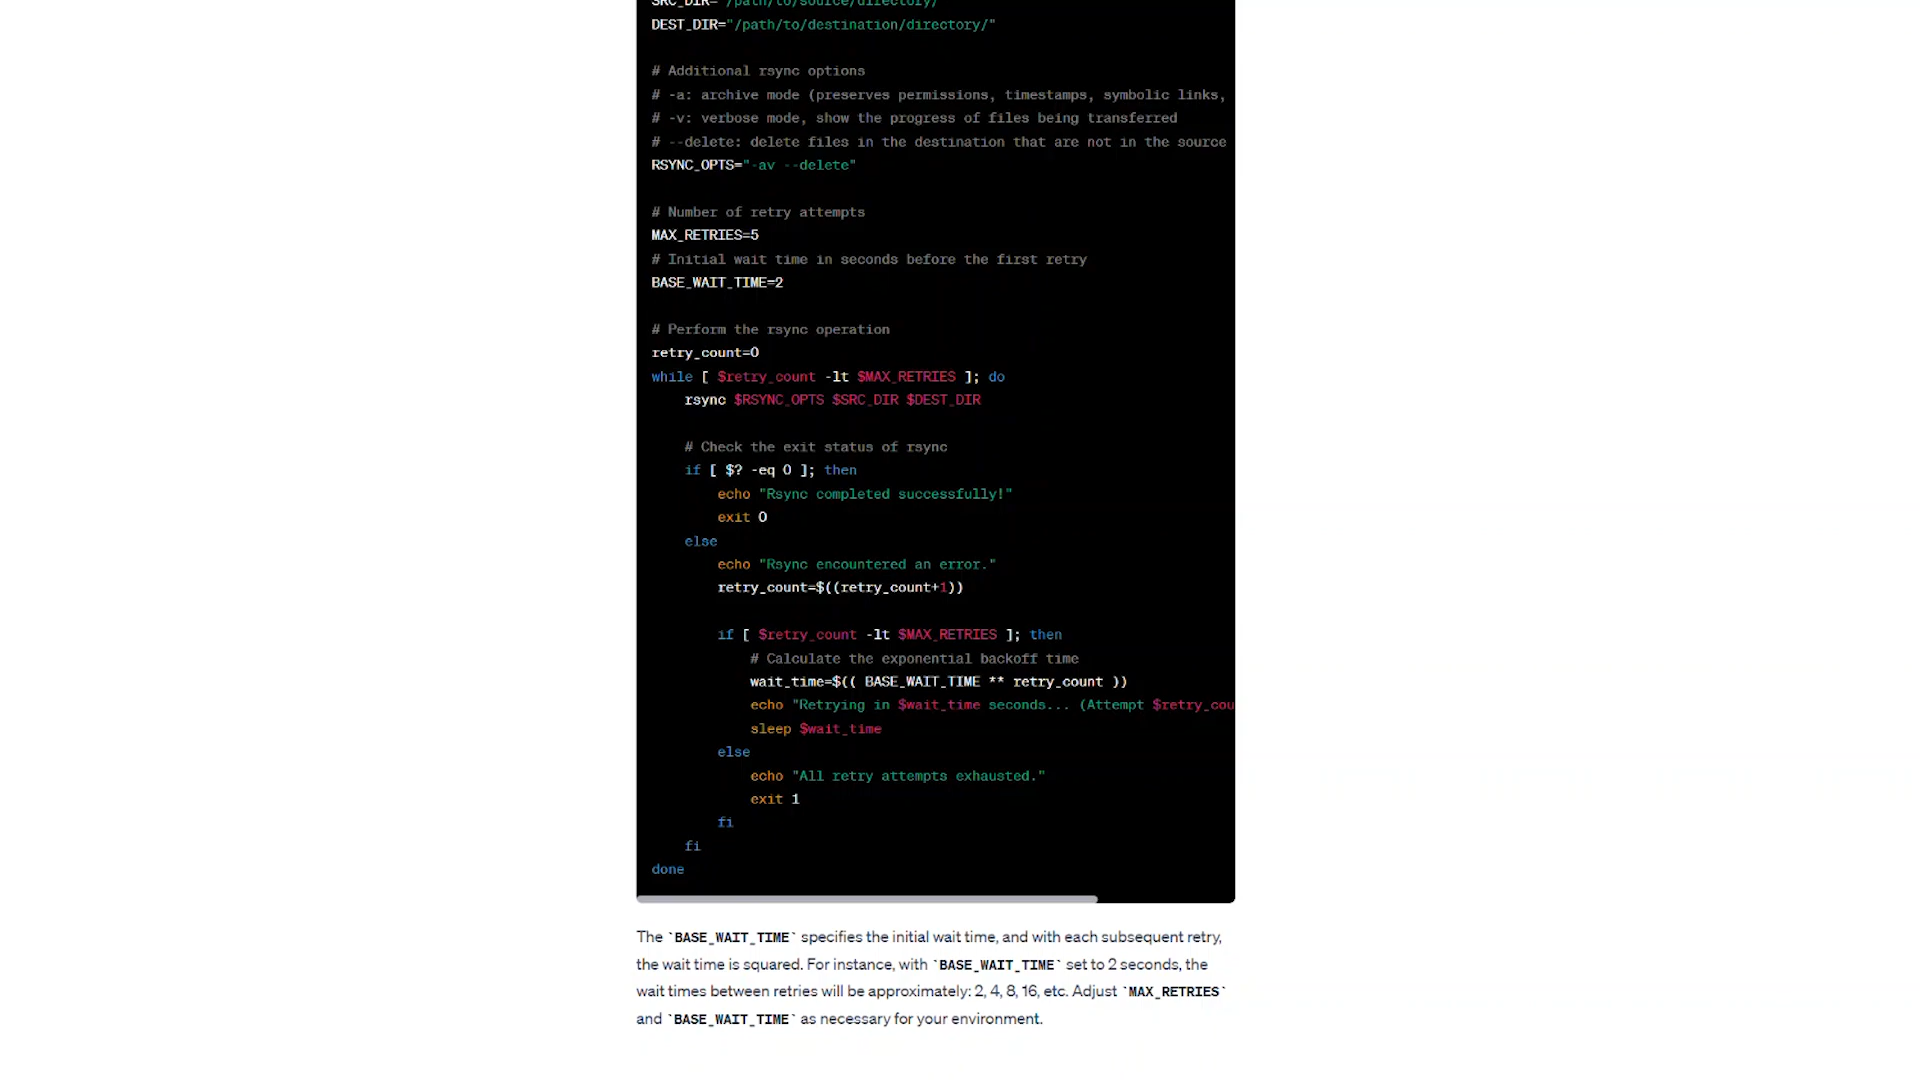 SRC_DIR="/path/to/source/directory/"
DEST_DIR="/path/to/destination/directory/"
# Additional rsync options
# -a: archive mode (preserves permissions, timestamps, symbolic links,
# -v: verbose mode, show the progress of files being transferred
# --delete: delete files in the destination that are not in the source
RSYNC_OPTS="-av --delete"
# Number of retry attempts
MAX_RETRIES=5
# Initial wait time in seconds before the first retry
BASE_WAIT_TIME=2
# Perform the rsync operation
retry_count=0
while [ $retry_count -lt $MAX_RETRIES ]; do
rsync $RSYNC_OPTS $SRC_DIR $DEST_DIR
# Check the exit status of rsync
if [ $? -eq 0 ]; then
echo "Rsync completed successfully!"
exit 0
else
echo "Rsync encountered an error."
retry_count=$((retry_count+1))
if [ $retry_count -lt $MAX_RETRIES ]; then
# Calculate the exponential backoff time
wait_time=$(( BASE_WAIT_TIME ** retry_count ))
echo "Retrying in $wait_time seconds... (Attempt $retry_cou
sleep $wait_time
else
echo "All retry attempts exhausted."
exit 1
fi
fi
done
The `BASE_WAIT_TIME` specifies the initial wait time, and with each subsequent retry,
the wait time is squared. For instance, with `BASE_WAIT_TIME` set to 2 seconds, the
wait times between retries will be approximately: 2, 4, 8, 16, etc. Adjust `MAX_RETRIES`
and `BASE_WAIT_TIME` as necessary for your environment.